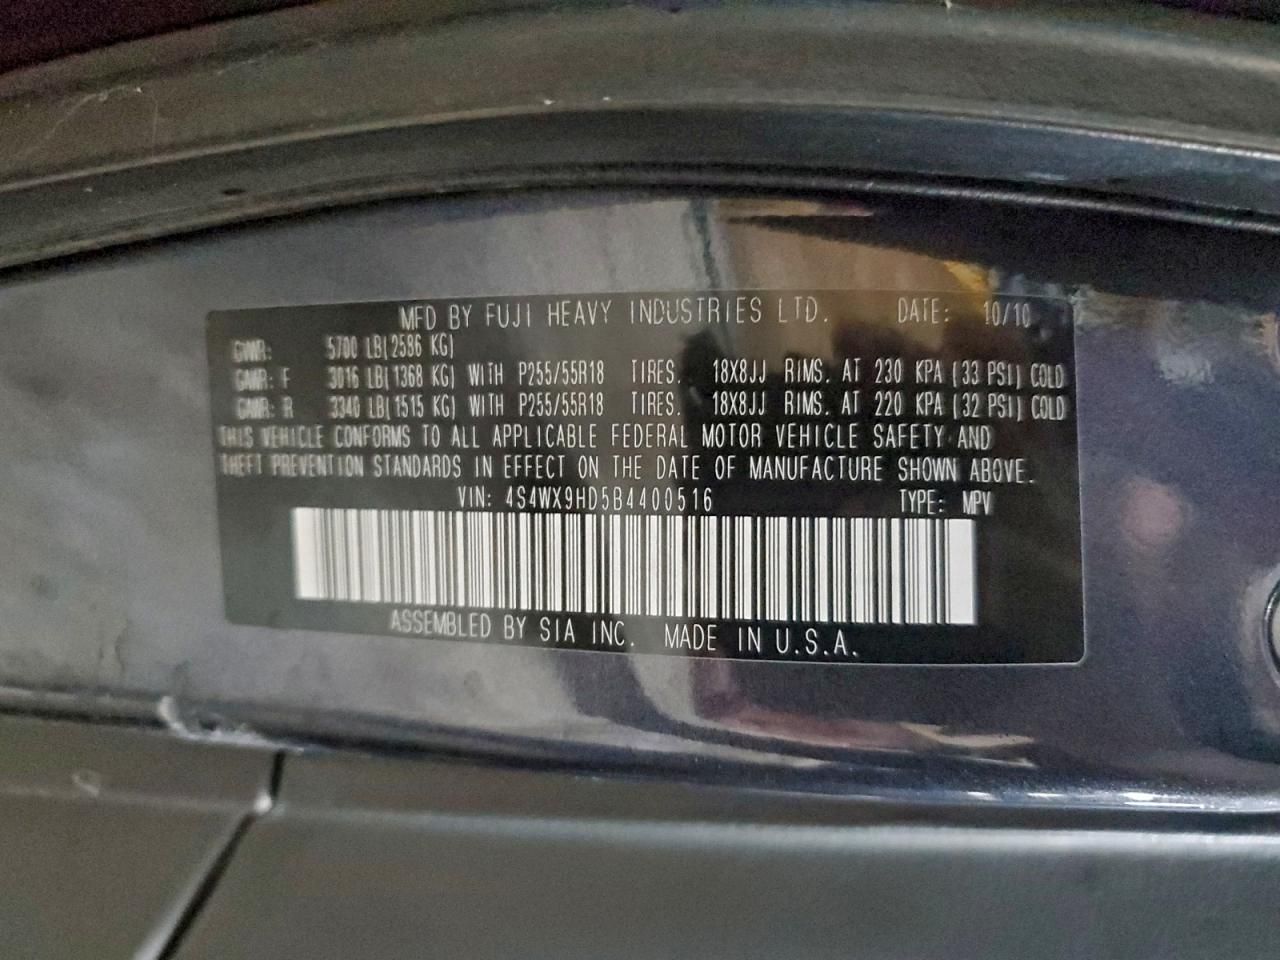 MFD BY FUJI HEAVY INDUSTRIES LTD. DATE: 10/10
GVWR: 5700 LB(2586 KG)
GAWR: F 3016 LB(1368 KG) WITH P255/55R18 TIRES. 18X8JJ RIMS. AT 230 KPA (33 PSI) COLD
GAWR: R 3340 LB(1515 KG) WITH P255/55R18 TIRES. 18X8JJ RIMS. AT 220 KPA (32 PSI) COLD
THIS VEHICLE CONFORMS TO ALL APPLICABLE FEDERAL MOTOR VEHICLE SAFETY AND
THEFT PREVENTION STANDARDS IN EFFECT ON THE DATE OF MANUFACTURE SHOWN ABOVE.
VIN: 4S4WX9HD5B4400516 TYPE: MPV
ASSEMBLED BY SIA INC. MADE IN U.S.A.